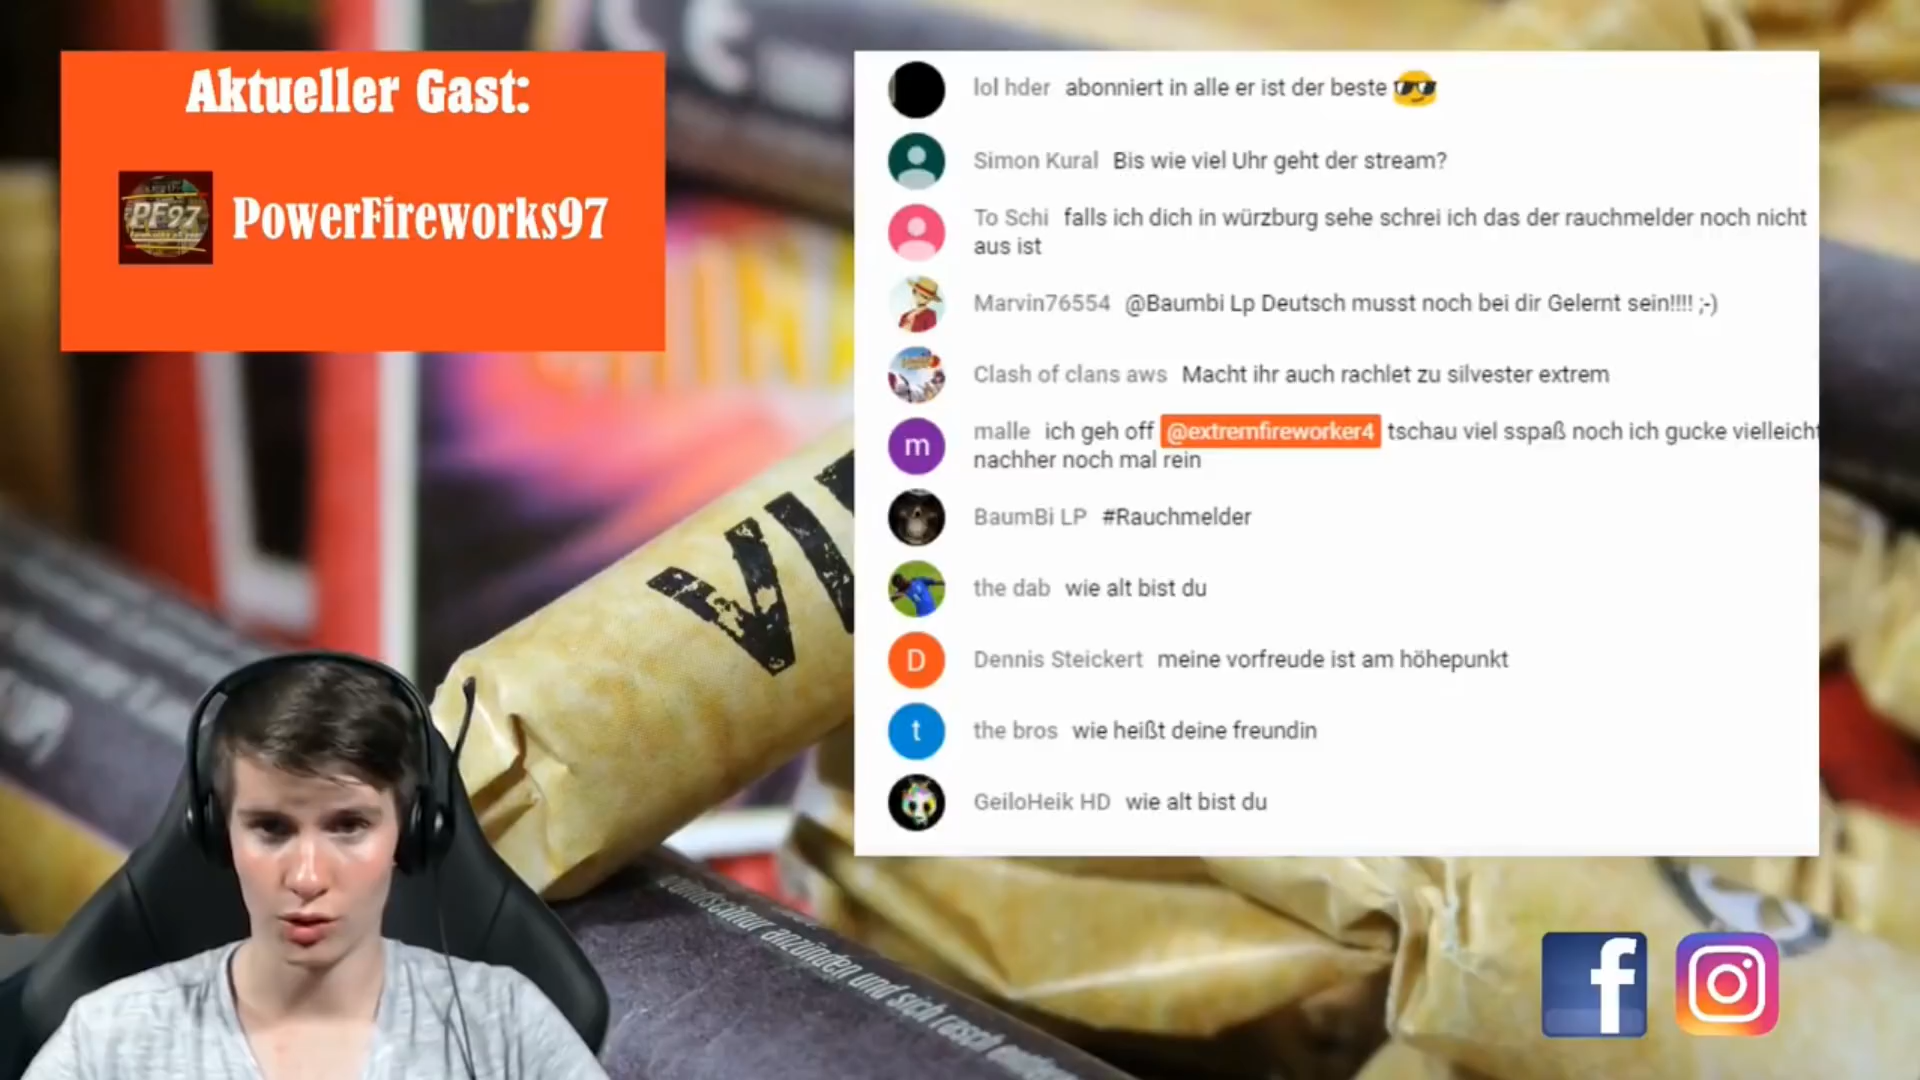 Aktueller Gast:
PF97
PowerFireworks97
lol hder abonniert in alle er ist der beste 😎
Simon Kural Bis wie viel Uhr geht der stream?
To Schi falls ich dich in würzburg sehe schrei ich das der rauchmelder noch nicht
aus ist
Marvin76554 @Baumbi Lp Deutsch musst noch bei dir Gelernt sein!!!! ;-)
Clash of clans aws Macht ihr auch rachlet zu silvester extrem
m
malle ich geh off @extremfireworker4 tschau viel sspaß noch ich gucke vielleicht
nachher noch mal rein
BaumBi LP #Rauchmelder
the dab wie alt bist du
D
Dennis Steickert meine vorfreude ist am höhepunkt
t
the bros wie heißt deine freundin
GeiloHeik HD wie alt bist du
VI
anzünden und sich rasch
f